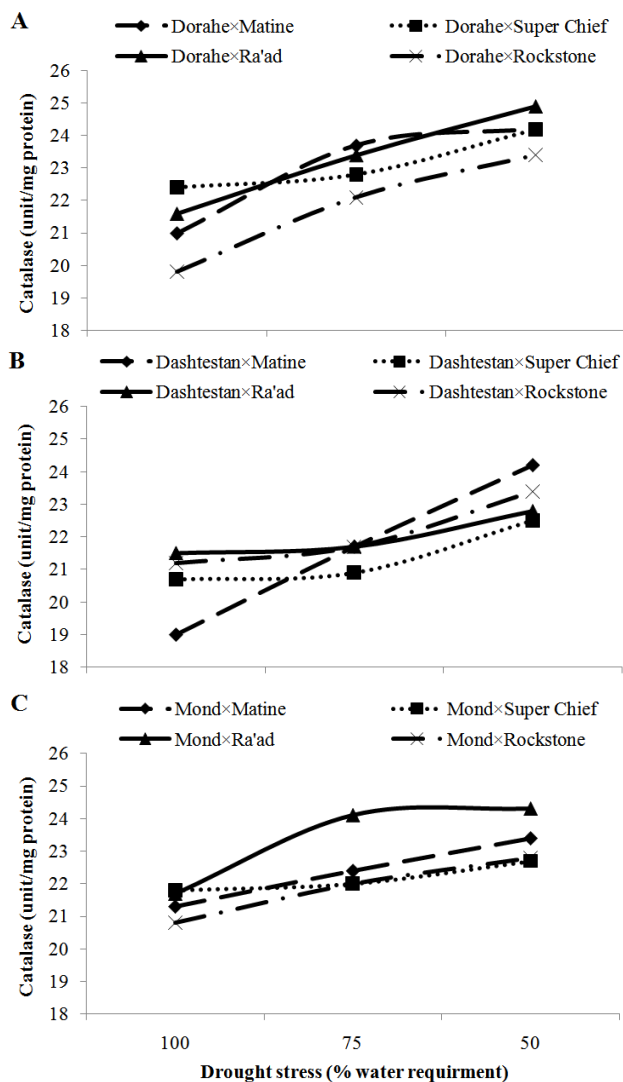 A
Dorahe×Matine Dorahe×Super Chief
Dorahe×Ra'ad Dorahe×Rockstone
Catalase (unit/mg protein)
26
25
24
23
22
21
20
19
18
B
Dashtestan×Matine Dashtestan×Super Chief
Dashtestan×Ra'ad Dashtestan×Rockstone
Catalase (unit/mg protein)
26
25
24
23
22
21
20
19
18
C
Mond×Matine Mond×Super Chief
Mond×Ra'ad Mond×Rockstone
Catalase (unit/mg protein)
26
25
24
23
22
21
20
19
18
100 75 50
Drought stress (% water requirment)